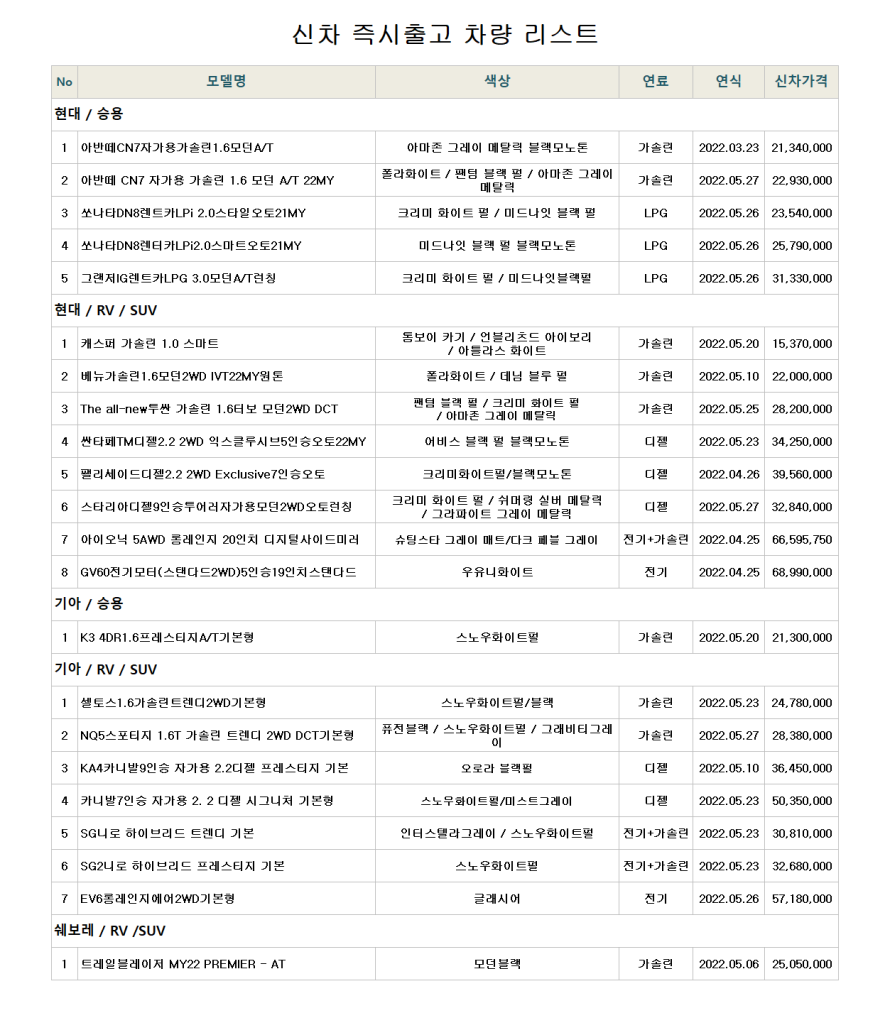 신차 즉시출고 차량 리스트
No 모델명 색상 연료 연식 신차가격
현대 / 승용
1 아반떼CN7자가용가솔린1.6모던A/T 아마존 그레이 메탈릭 블랙모노톤 가솔린 2022.03.23 21,340,000
2 아반떼 CN7 자가용 가솔린 1.6 모던 A/T 22MY 폴라화이트 / 팬텀 블랙 펄 / 아마존 그레이 메탈릭 가솔린 2022.05.27 22,930,000
3 쏘나타DN8렌트카LPi 2.0스타일오토21MY 크리미 화이트 펄 / 미드나잇 블랙 펄 LPG 2022.05.26 23,540,000
4 쏘나타DN8렌터카LPi2.0스마트오토21MY 미드나잇 블랙 펄 블랙모노톤 LPG 2022.05.26 25,790,000
5 그랜저IG렌트카LPG 3.0모던A/T런칭 크리미 화이트 펄 / 미드나잇블랙펄 LPG 2022.05.26 31,330,000
현대 / RV / SUV
1 캐스퍼 가솔린 1.0 스마트 톰보이 카키 / 언블리츠드 아이보리 / 아틀라스 화이트 가솔린 2022.05.20 15,370,000
2 베뉴가솔린1.6모던2WD IVT22MY원톤 폴라화이트 / 데님 블루 펄 가솔린 2022.05.10 22,000,000
3 The all-new투싼 가솔린 1.6터보 모던2WD DCT 팬텀 블랙 펄 / 크리미 화이트 펄 / 아마존 그레이 메탈릭 가솔린 2022.05.25 28,200,000
4 싼타페TM디젤2.2 2WD 익스클루시브5인승오토22MY 어비스 블랙 펄 블랙모노톤 디젤 2022.05.23 34,250,000
5 팰리세이드디젤2.2 2WD Exclusive7인승오토 크리미화이트펄/블랙모노톤 디젤 2022.04.26 39,560,000
6 스타리아디젤9인승투어러자가용모던2WD오토런칭 크리미 화이트 펄 / 쉬머링 실버 메탈릭 / 그라파이트 그레이 메탈릭 디젤 2022.05.27 32,840,000
7 아이오닉 5AWD 롱레인지 20인치 디지털사이드미러 슈팅스타 그레이 매트/다크 페블 그레이 전기+가솔린 2022.04.25 66,595,750
8 GV60전기모터(스탠다드2WD)5인승19인치스탠다드 우유니화이트 전기 2022.04.25 68,990,000
기아 / 승용
1 K3 4DR1.6프레스티지A/T기본형 스노우화이트펄 가솔린 2022.05.20 21,300,000
기아 / RV / SUV
1 셀토스1.6가솔린트렌디2WD기본형 스노우화이트펄/블랙 가솔린 2022.05.23 24,780,000
2 NQ5스포티지 1.6T 가솔린 트렌디 2WD DCT기본형 퓨전블랙 / 스노우화이트펄 / 그래비티그레이 가솔린 2022.05.27 28,380,000
3 KA4카니발9인승 자가용 2.2디젤 프레스티지 기본 오로라 블랙펄 디젤 2022.05.10 36,450,000
4 카니발7인승 자가용 2. 2 디젤 시그니처 기본형 스노우화이트펄/미스트그레이 디젤 2022.05.23 50,350,000
5 SG니로 하이브리드 트렌디 기본 인터스텔라그레이 / 스노우화이트펄 전기+가솔린 2022.05.23 30,810,000
6 SG2니로 하이브리드 프레스티지 기본 스노우화이트펄 전기+가솔린 2022.05.23 32,680,000
7 EV6롱레인지에어2WD기본형 글래시어 전기 2022.05.26 57,180,000
쉐보레 / RV /SUV
1 트레일블레이저 MY22 PREMIER - AT 모던블랙 가솔린 2022.05.06 25,050,000